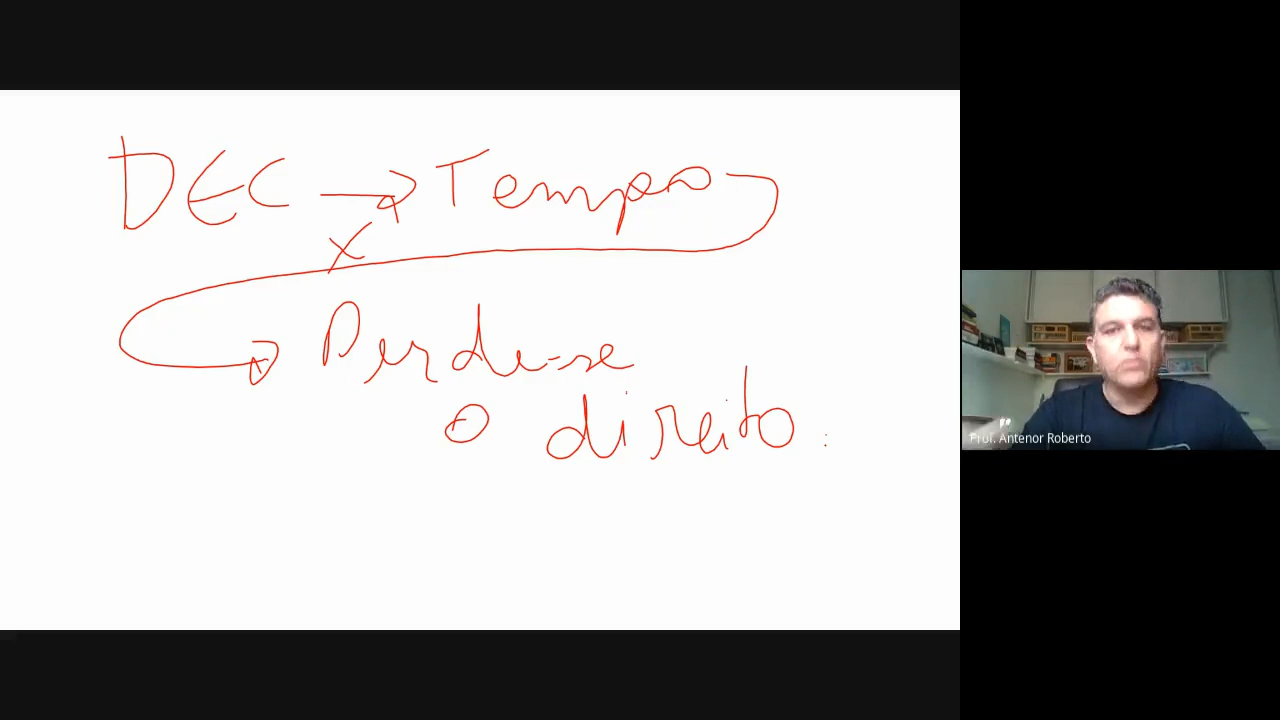 DEC → Tempo
x
Perde-se
o direito.
Prof. Antenor Roberto